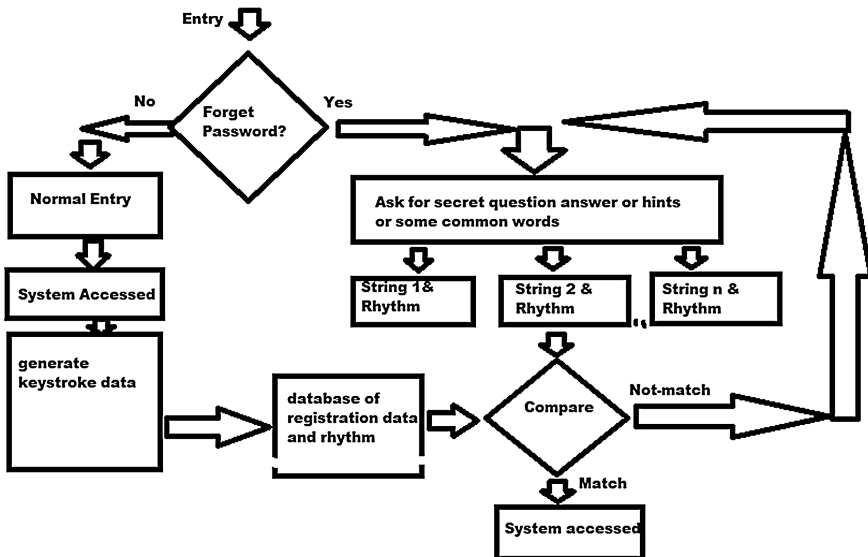 Entry
No
Forget
Password?
Yes
Normal Entry
Ask for secret question answer or hints
or some common words
System Accessed
String 1&
Rhythm
String 2 &
Rhythm
String n &
Rhythm
generate
keystroke data
database of
registration data
and rhythm
Compare
Not-match
Match
System accessed